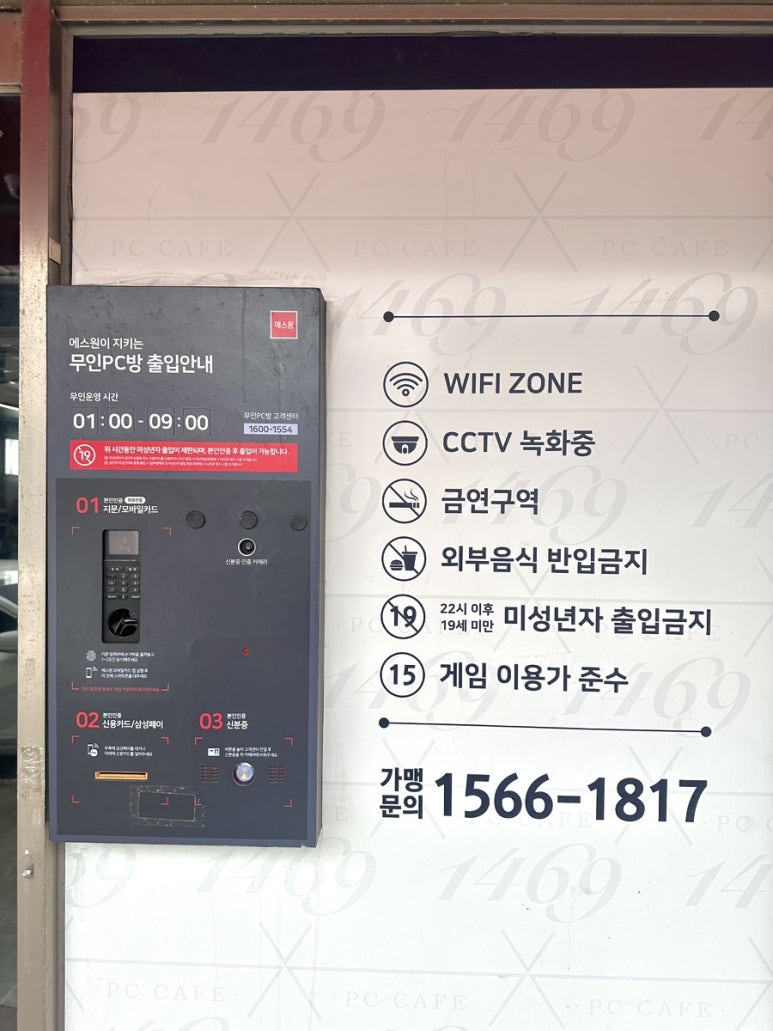 에스원
에스원이 지키는
무인PC방 출입안내
무인운영 시간
01:00 - 09:00
무인PC방 고객센터
1600-1554
19
위 시간동안 미성년자 출입이 제한되며, 본인인증 후 출입이 가능합니다.
01 본인인증
지문/모바일카드
신분증 인증 카메라
02 본인인증
신용카드/삼성페이
03 본인인증
신분증
WIFI ZONE
CCTV 녹화중
금연구역
외부음식 반입금지
19
22시 이후
19세 미만
미성년자 출입금지
15 게임 이용가 준수
가맹
문의
1566-1817
1469
PC CAFE